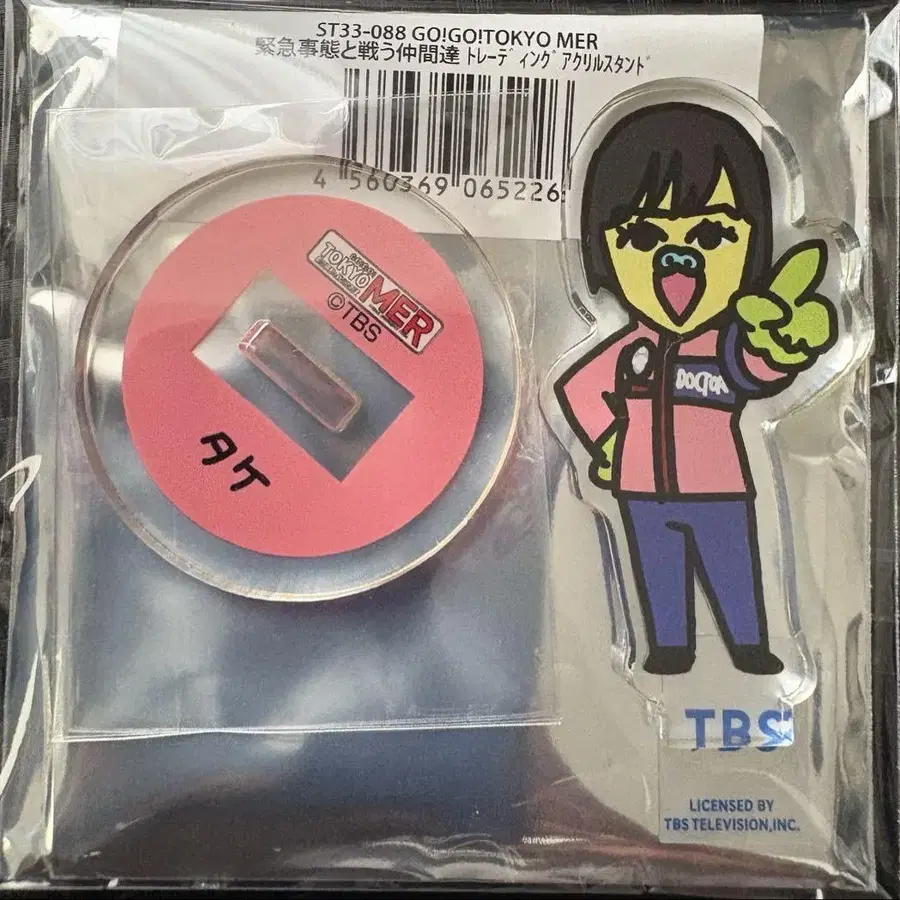 ST33-088 GO!GO!TOKYO MER
緊急事態と戦う仲間達 トレーディングアクリルスタンド
4 560369 065226
TOKYO
MER
©TBS
タケ
DOCTOR
TBS
LICENSED BY
TBS TELEVISION,INC.